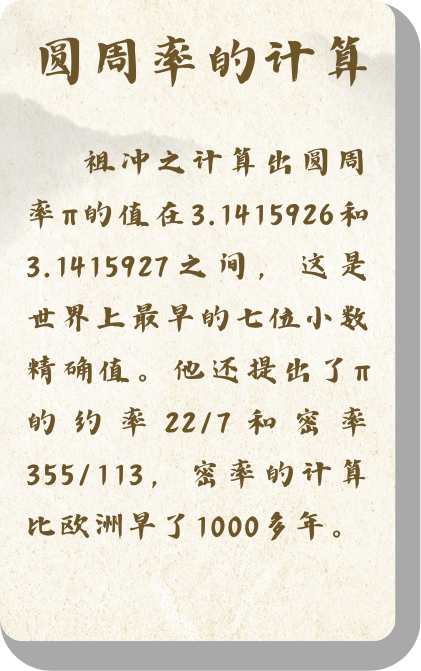 圆周率的计算
祖冲之计算出圆周
率π的值在3.1415926和
3.1415927之间，这是
世界上最早的七位小数
精确值。他还提出了π
的约率22/7和密率
355/113，密率的计算
比欧洲早了1000多年。